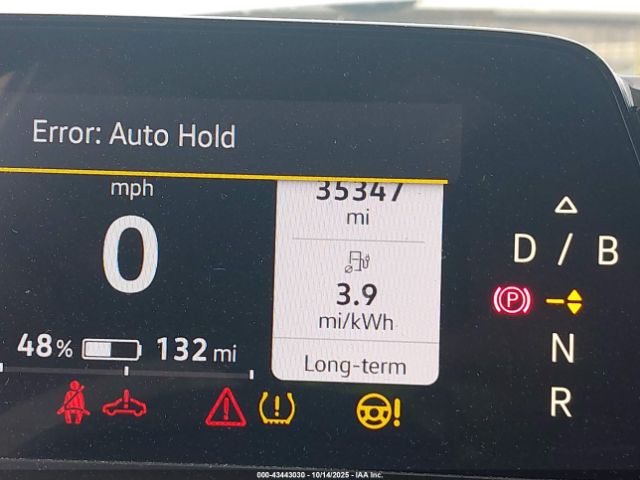 Error: Auto Hold
mph
0
35347
mi
3.9
mi/kWh
Long-term
48% 132 mi
D / B
P
N
R
000-43443030 - 10/14/2025 - IAA Inc.